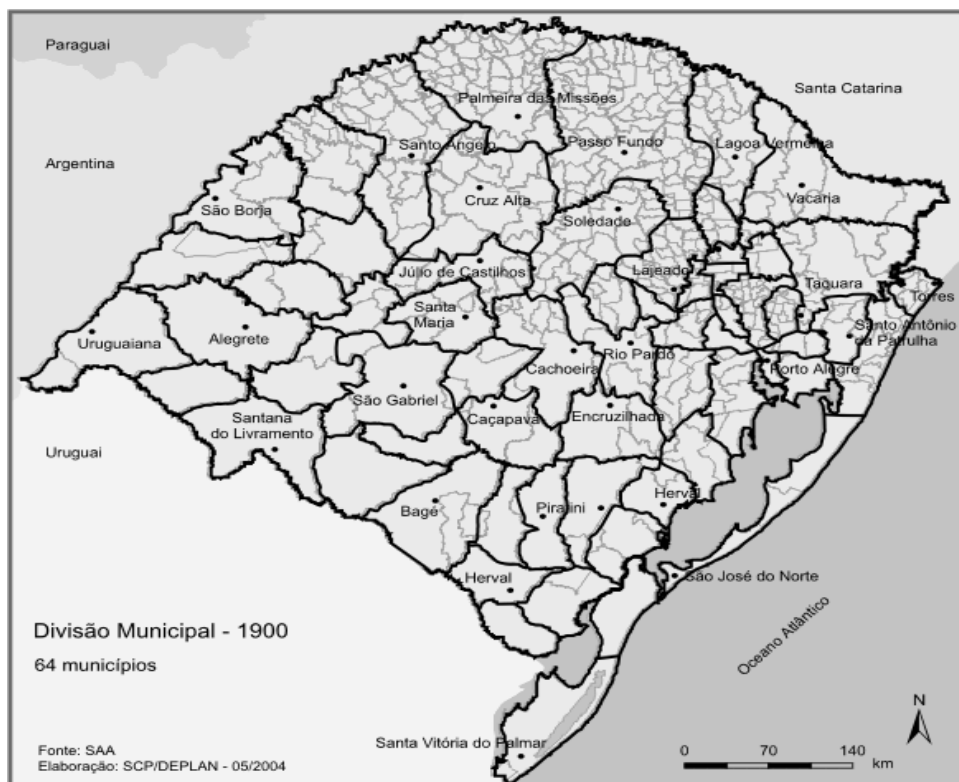 Paraguai
Santa Catarina
Palmeira das Missões
Passo Fundo
Lagoa Vermelha
Santo Ângelo
Argentina
Vacaria
Cruz Alta
São Borja
Soledade
Júlio de Castilhos
Lajeado
Taquara
Torres
Santa
Maria
Santo Antônio
da Patrulha
Uruguaiana
Alegrete
Rio Pardo
Cachoeira
Porto Alegre
São Gabriel
Caçapava
Encruzilhada
Santana
do Livramento
Uruguai
Herval
Bagé
Piratini
Herval
São José do Norte
Divisão Municipal - 1900
64 municípios
Oceano Atlântico
N
Santa Vitória do Palmar
Fonte: SAA
Elaboração: SCP/DEPLAN - 05/2004
0 70 140
km